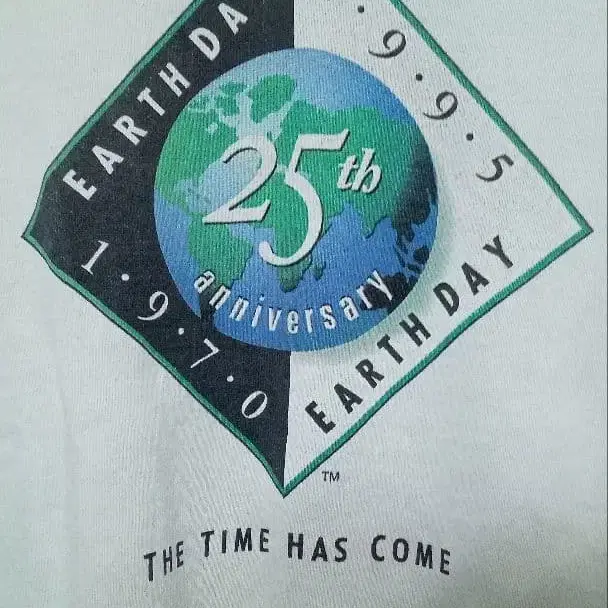 EARTH DA
1·9·7·0
·9·9·5
EARTH DAY
25th
anniversary
TM
THE TIME HAS COME